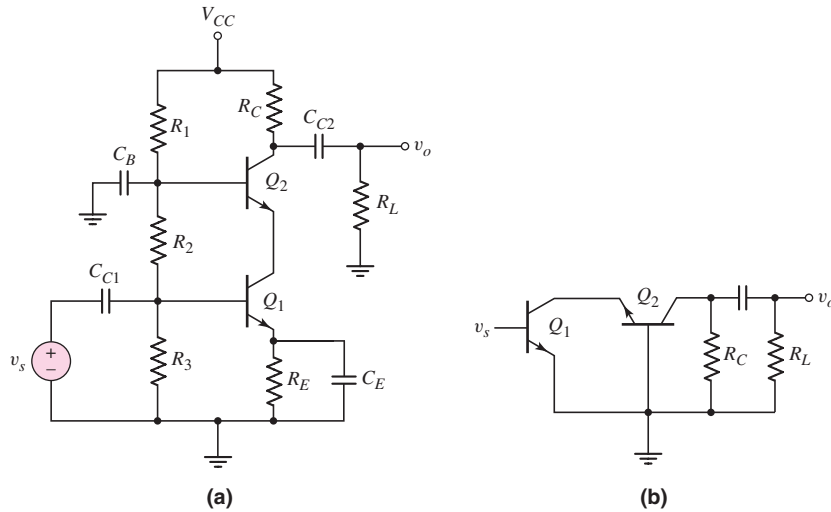 V_CC
R_C
C_C2
R_1
v_o
C_B
Q_2
R_L
R_2
C_C1
Q_1
v_s
+
−
R_3
R_E
C_E
(a)
Q_2
v_o
v_s
Q_1
R_C
R_L
(b)